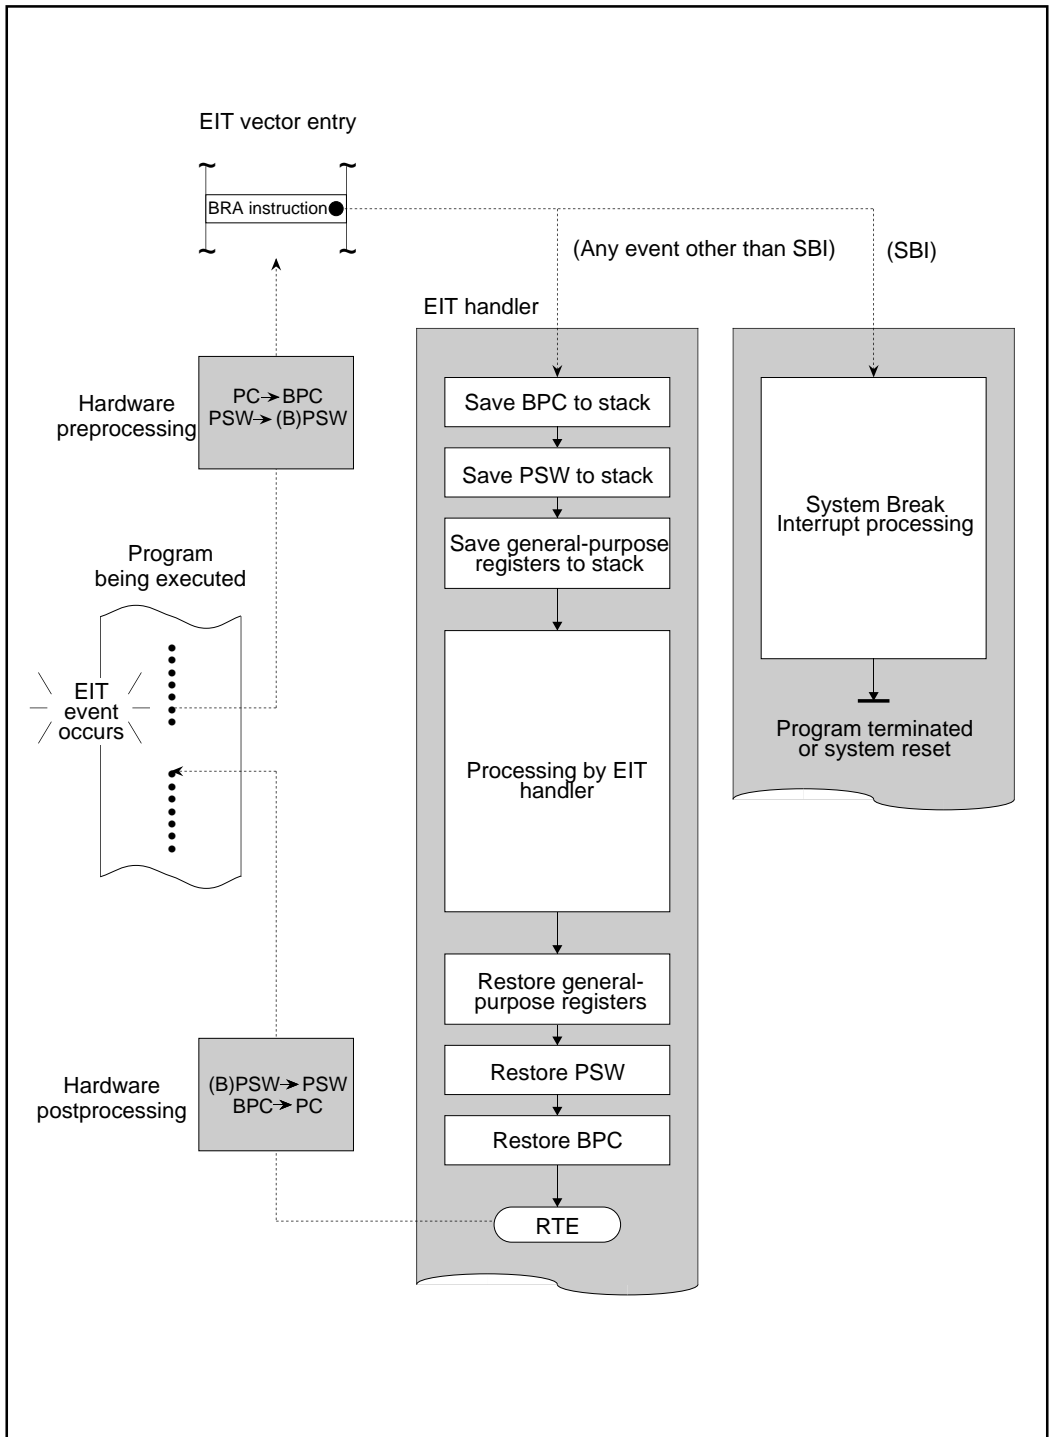 EIT vector entry
BRA instruction
(Any event other than SBI)
(SBI)
EIT handler
Hardware
preprocessing
PC→BPC
PSW→(B)PSW
Save BPC to stack
Save PSW to stack
Save general-purpose
registers to stack
System Break
Interrupt processing
Program
being executed
EIT
event
occurs
Program terminated
or system reset
Processing by EIT
handler
Restore general-
purpose registers
Hardware
postprocessing
(B)PSW→PSW
BPC→PC
Restore PSW
Restore BPC
RTE